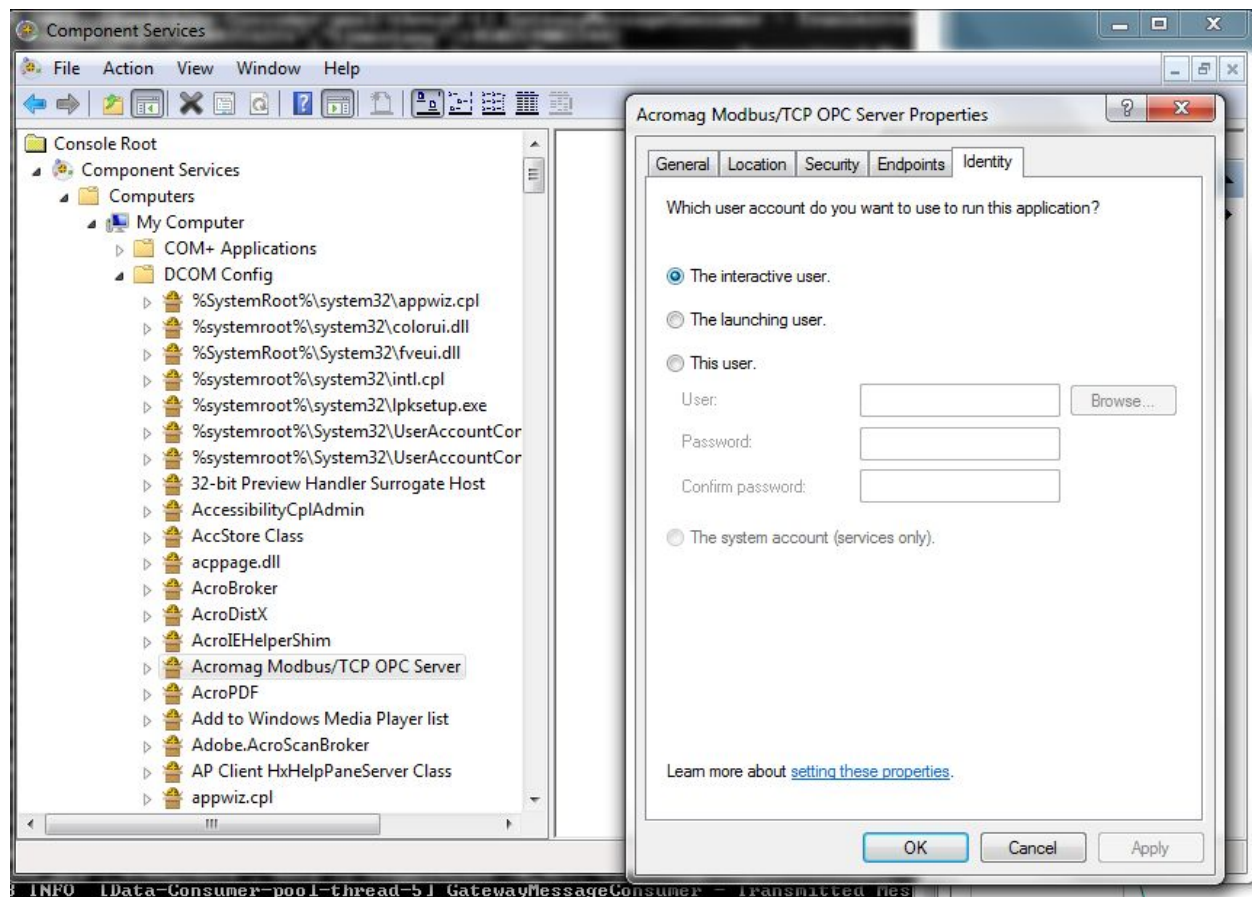 Component Services
File Action View Window Help
Console Root
Component Services
Computers
My Computer
COM+ Applications
DCOM Config
%SystemRoot%\system32\appwiz.cpl
%systemroot%\system32\colorui.dll
%SystemRoot%\System32\fveui.dll
%systemroot%\system32\intl.cpl
%systemroot%\system32\lpksetup.exe
%systemroot%\System32\UserAccountCor
%systemroot%\System32\UserAccountCor
32-bit Preview Handler Surrogate Host
AccessibilityCplAdmin
AccStore Class
acppage.dll
AcroBroker
AcroDistX
AcroIEHelperShim
Acromag Modbus/TCP OPC Server
AcroPDF
Add to Windows Media Player list
Adobe.AcroScanBroker
AP Client HxHelpPaneServer Class
appwiz.cpl
Acromag Modbus/TCP OPC Server Properties
General Location Security Endpoints Identity
Which user account do you want to use to run this application?
The interactive user.
The launching user.
This user.
User:
Browse...
Password:
Confirm password:
The system account (services only).
Learn more about setting these properties.
OK Cancel Apply
3 INFO [Data-Consumer-pool-thread-5] GatewayMessageConsumer - Transmitted Mes